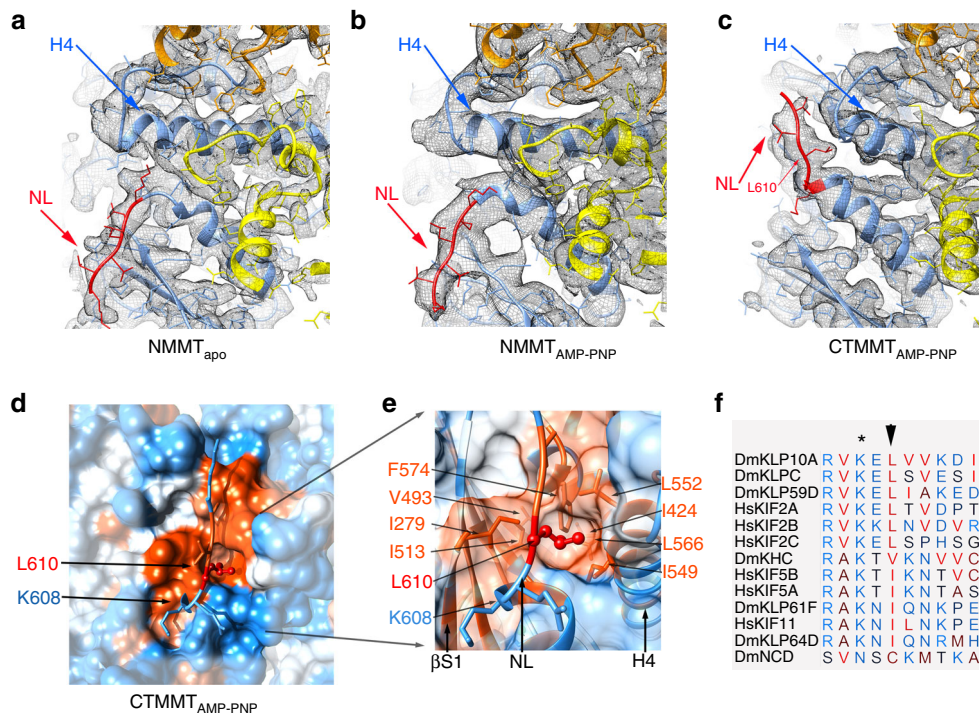 a
H4
NL
NMMTapo
b
H4
NL
NMMTAMP-PNP
c
H4
NL
L610
CTMMTAMP-PNP
d
L610
K608
CTMMTAMP-PNP
e
F574
V493
I279
I513
L610
K608
L552
I424
L566
I549
βS1
NL
H4
f
*
DmKLP10A R V K E L V V K D I
DmKLPC R V K E L S V E S I
DmKLP59D R V K E L I A K E D
HsKIF2A R V K E L T V D P T
HsKIF2B R V K K L N V D V R
HsKIF2C R V K E L S P H S G
DmKHC R A K T V K N V V C
HsKIF5B R A K T I K N T V C
HsKIF5A R A K T I K N T A S
DmKLP61F R A K N I Q N K P E
HsKIF11 R A K N I L N K P E
DmKLP64D R A K N I Q N R M H
DmNCD S V N S C K M T K A